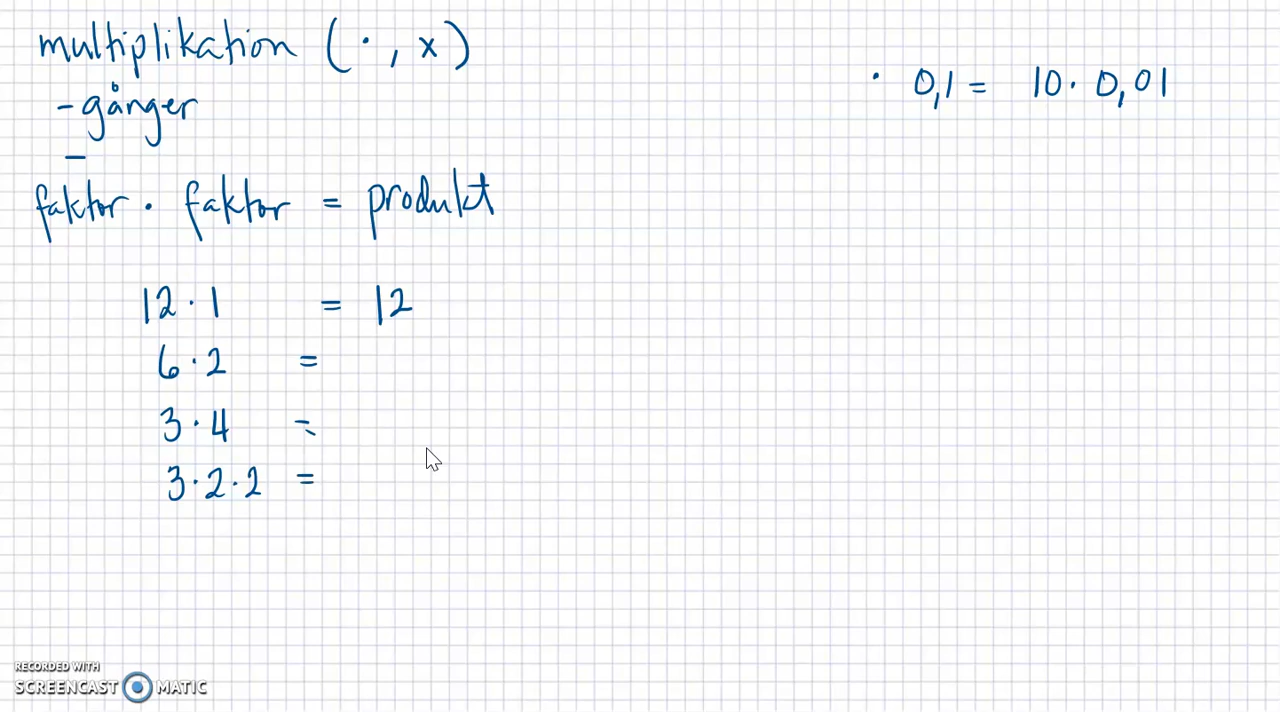 multiplikation (·, x)
- gånger
-
faktor · faktor = produkt
12 · 1 = 12
6 · 2 =
3 · 4 =
3 · 2 · 2 =
· 0,1 = 10 · 0,01
RECORDED WITH
SCREENCAST MATIC